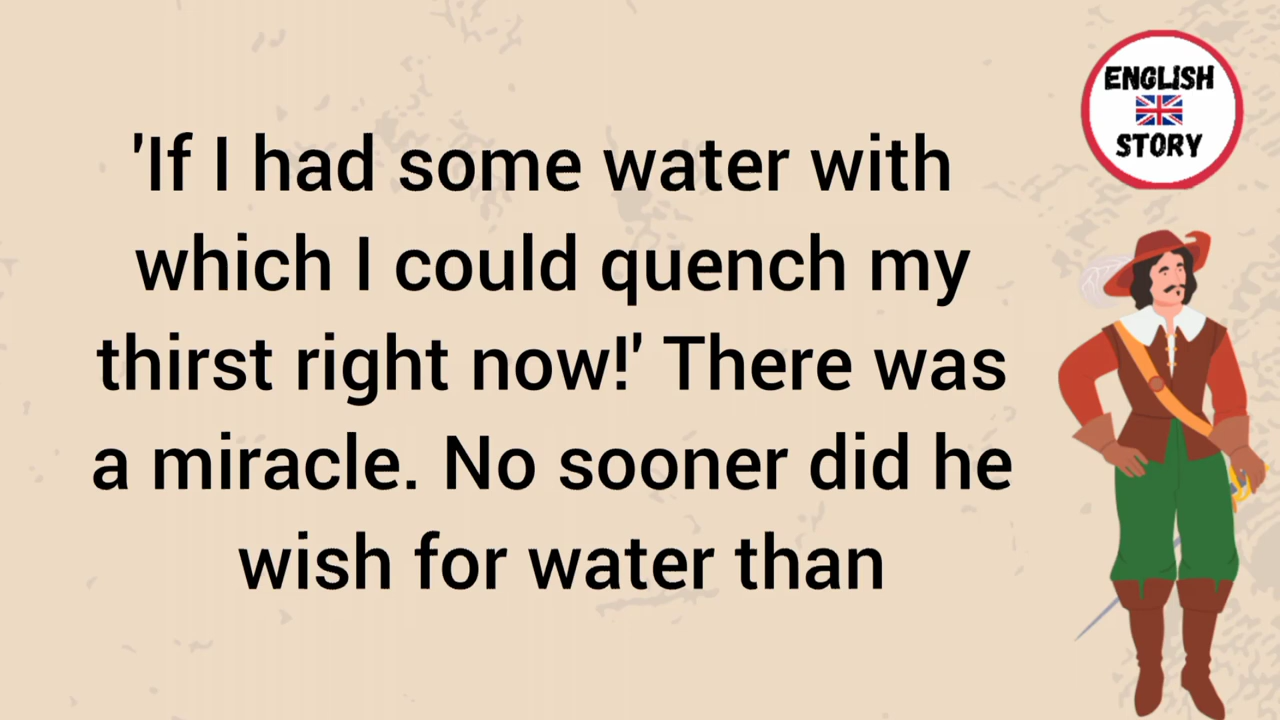 ENGLISH
STORY
'If I had some water with
which I could quench my
thirst right now!' There was
a miracle. No sooner did he
wish for water than